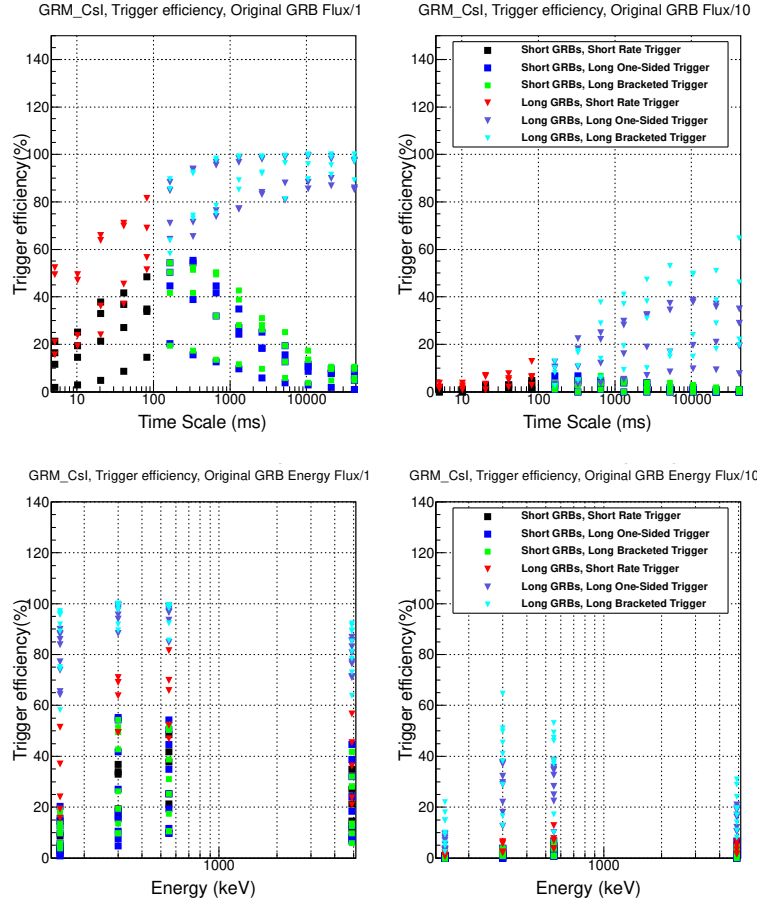 GRM_CsI, Trigger efficiency, Original GRB Flux/1
Trigger efficiency(%)
140
120
100
80
60
40
20
0
10
100
1000
10000
Time Scale (ms)
GRM_CsI, Trigger efficiency, Original GRB Flux/10
Trigger efficiency(%)
140
120
100
80
60
40
20
0
Short GRBs, Short Rate Trigger
Short GRBs, Long One-Sided Trigger
Short GRBs, Long Bracketed Trigger
Long GRBs, Short Rate Trigger
Long GRBs, Long One-Sided Trigger
Long GRBs, Long Bracketed Trigger
10
100
1000
10000
Time Scale (ms)
GRM_CsI, Trigger efficiency, Original GRB Energy Flux/1
Trigger efficiency(%)
140
120
100
80
60
40
20
0
1000
Energy (keV)
GRM_CsI, Trigger efficiency, Original GRB Energy Flux/10
Trigger efficiency(%)
140
120
100
80
60
40
20
0
Short GRBs, Short Rate Trigger
Short GRBs, Long One-Sided Trigger
Short GRBs, Long Bracketed Trigger
Long GRBs, Short Rate Trigger
Long GRBs, Long One-Sided Trigger
Long GRBs, Long Bracketed Trigger
1000
Energy (keV)